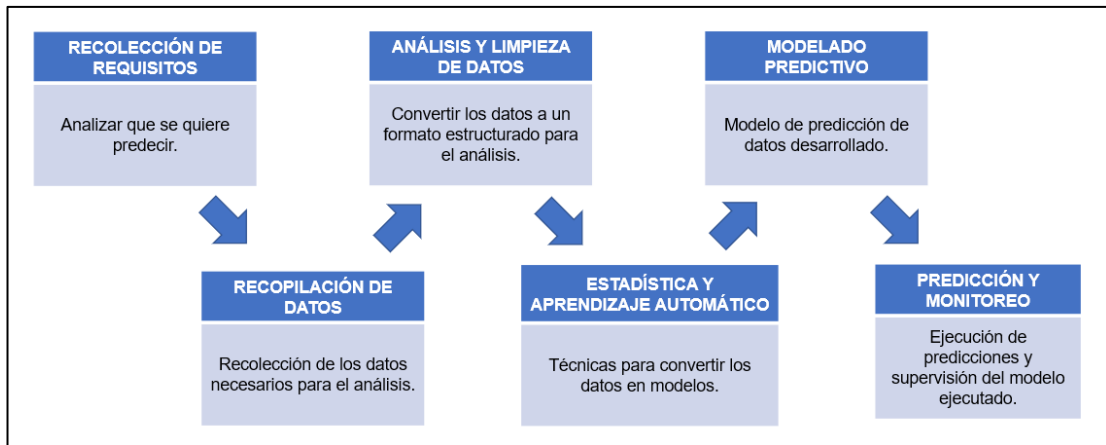 RECOLECCIÓN DE
REQUISITOS
Analizar que se quiere
predecir.
RECOPILACIÓN DE
DATOS
Recolección de los datos
necesarios para el análisis.
ANÁLISIS Y LIMPIEZA
DE DATOS
Convertir los datos a un
formato estructurado para
el análisis.
ESTADÍSTICA Y
APRENDIZAJE AUTOMÁTICO
Técnicas para convertir los
datos en modelos.
MODELADO
PREDICTIVO
Modelo de predicción de
datos desarrollado.
PREDICCIÓN Y
MONITOREO
Ejecución de
predicciones y
supervisión del modelo
ejecutado.